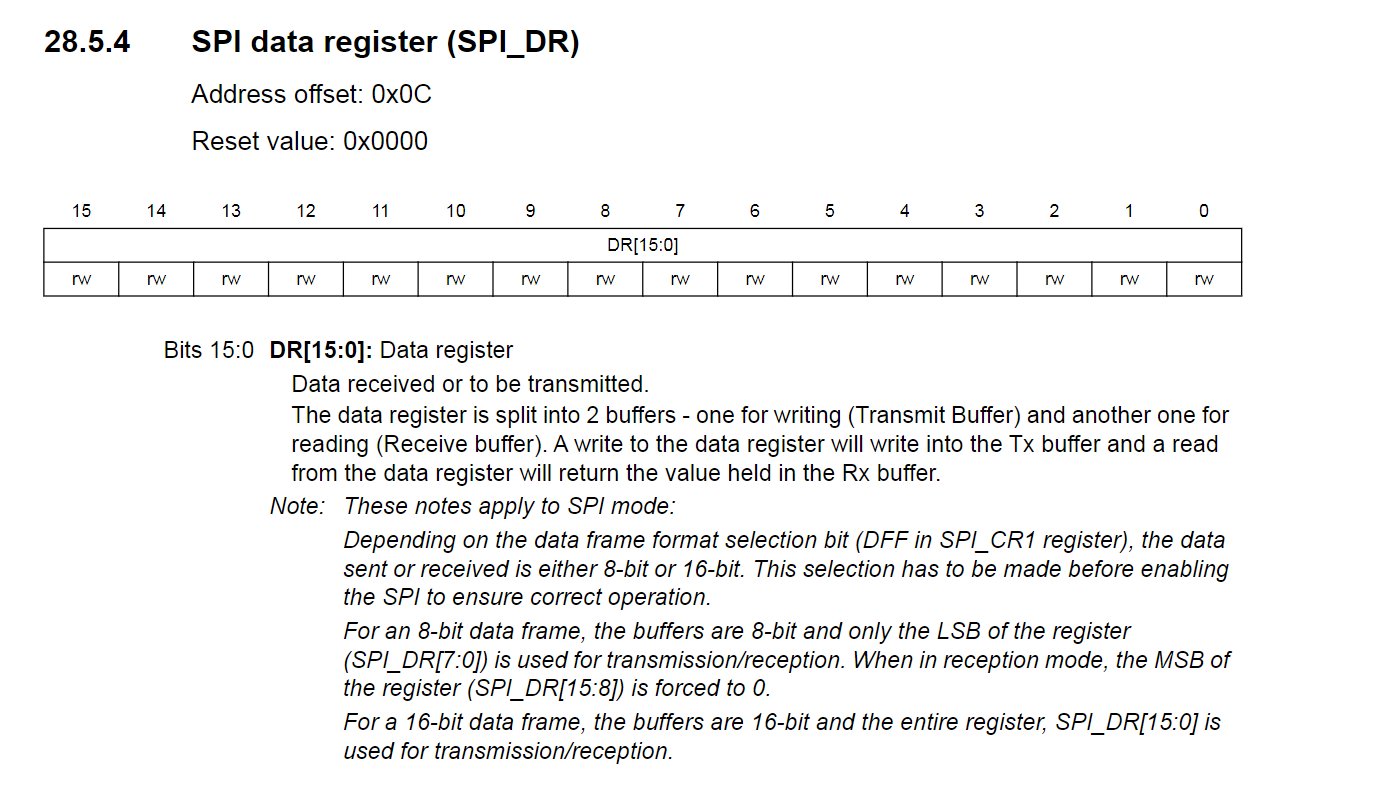 28.5.4 SPI data register (SPI_DR)
Address offset: 0x0C
Reset value: 0x0000
15 14 13 12 11 10 9 8 7 6 5 4 3 2 1 0
DR[15:0]
rw rw rw rw rw rw rw rw rw rw rw rw rw rw rw rw
Bits 15:0 DR[15:0]: Data register
Data received or to be transmitted.
The data register is split into 2 buffers - one for writing (Transmit Buffer) and another one for
reading (Receive buffer). A write to the data register will write into the Tx buffer and a read
from the data register will return the value held in the Rx buffer.
Note: These notes apply to SPI mode:
Depending on the data frame format selection bit (DFF in SPI_CR1 register), the data
sent or received is either 8-bit or 16-bit. This selection has to be made before enabling
the SPI to ensure correct operation.
For an 8-bit data frame, the buffers are 8-bit and only the LSB of the register
(SPI_DR[7:0]) is used for transmission/reception. When in reception mode, the MSB of
the register (SPI_DR[15:8]) is forced to 0.
For a 16-bit data frame, the buffers are 16-bit and the entire register, SPI_DR[15:0] is
used for transmission/reception.